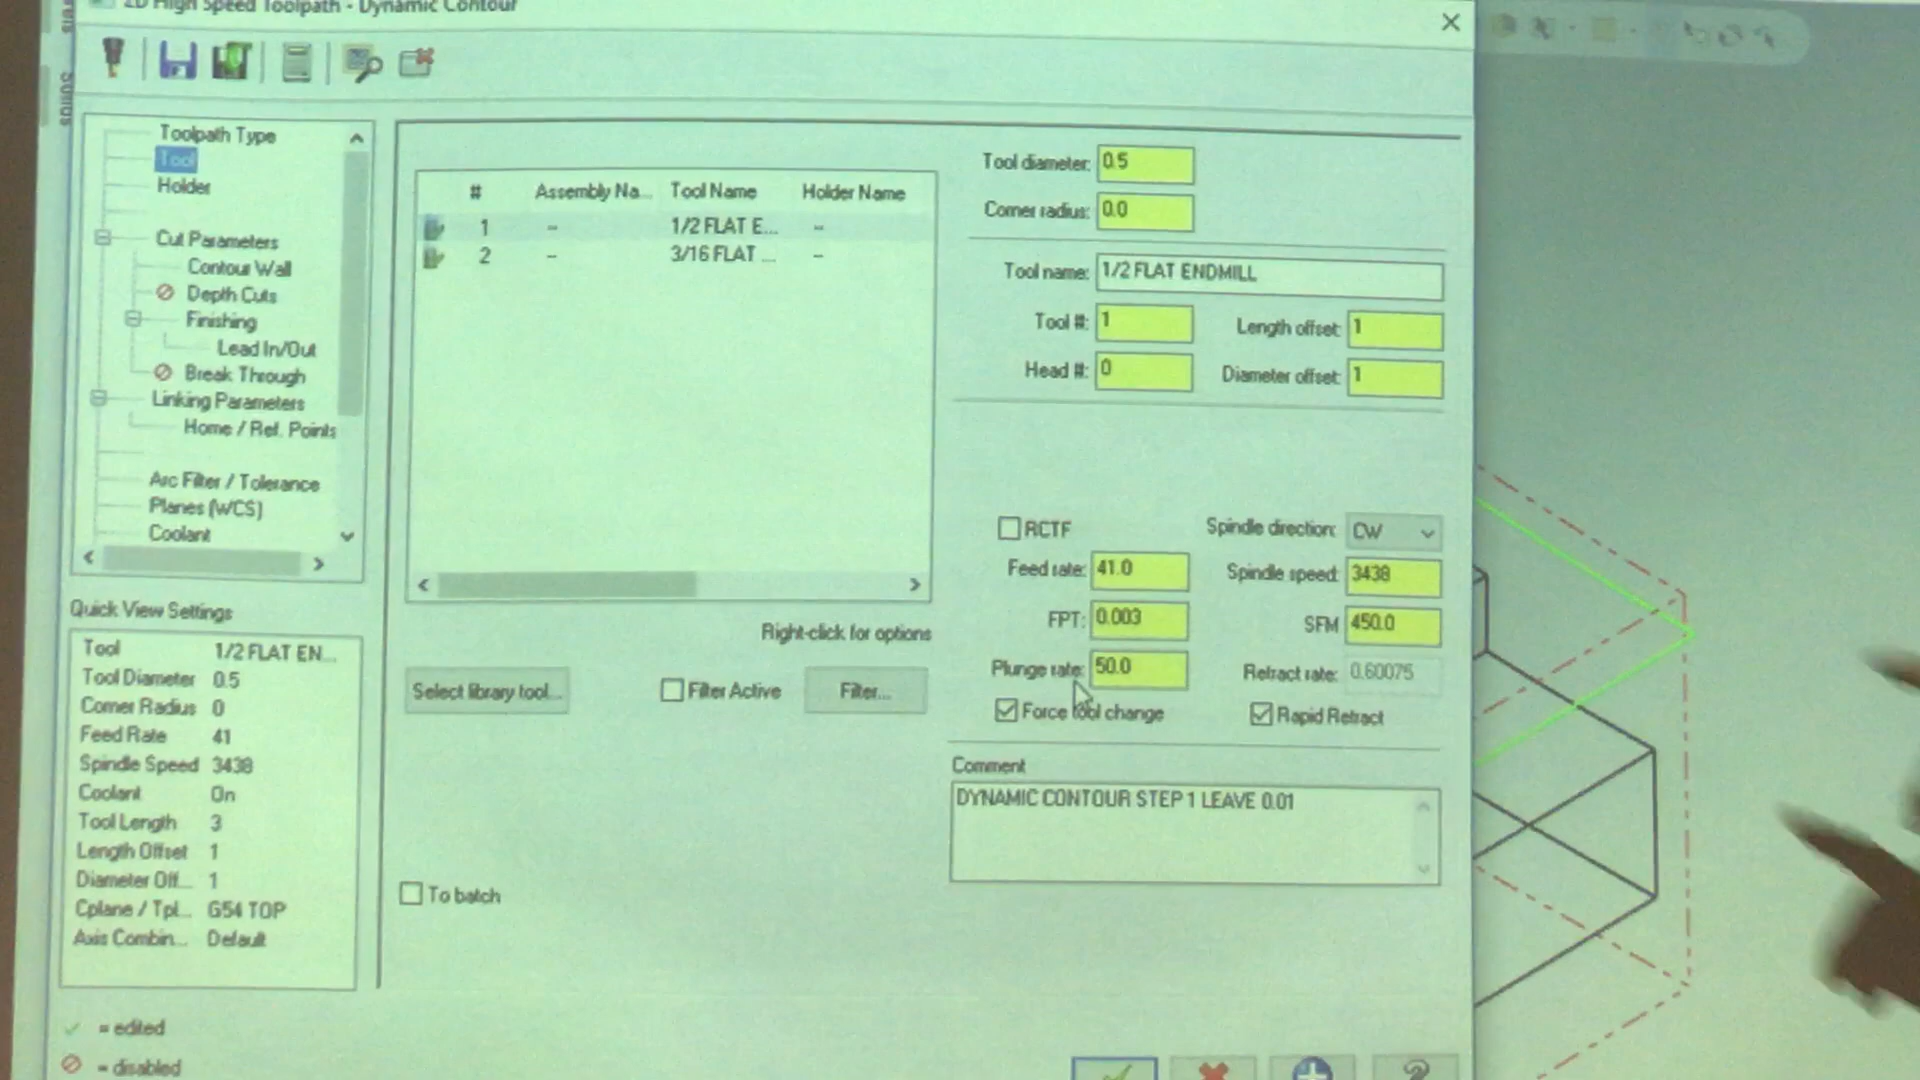 2D High Speed Toolpath - Dynamic Contour
Solids
Toolpath Type
Tool
Holder
Cut Parameters
Contour Wall
Depth Cuts
Finishing
Lead In/Out
Break Through
Linking Parameters
Home / Ref. Points
Arc Filter / Tolerance
Planes (WCS)
Coolant
Quick View Settings
Tool 1/2 FLAT EN...
Tool Diameter 0.5
Corner Radius 0
Feed Rate 41
Spindle Speed 3438
Coolant On
Tool Length 3
Length Offset 1
Diameter Off... 1
Cplane / Tpl... G54 TOP
Axis Combin... Default
= edited
= disabled
# Assembly Na... Tool Name Holder Name
1 -- 1/2 FLAT E... --
2 -- 3/16 FLAT ... --
Right-click for options
Select library tool... Filter Active Filter...
To batch
Tool diameter: 0.5
Corner radius: 0.0
Tool name: 1/2 FLAT ENDMILL
Tool #: 1 Length offset: 1
Head #: 0 Diameter offset: 1
RCTF Spindle direction: CW
Feed rate: 41.0 Spindle speed: 3438
FPT: 0.003 SFM 450.0
Plunge rate: 50.0 Retract rate: 0.60075
Force tool change Rapid Retract
Comment
DYNAMIC CONTOUR STEP 1 LEAVE 0.01